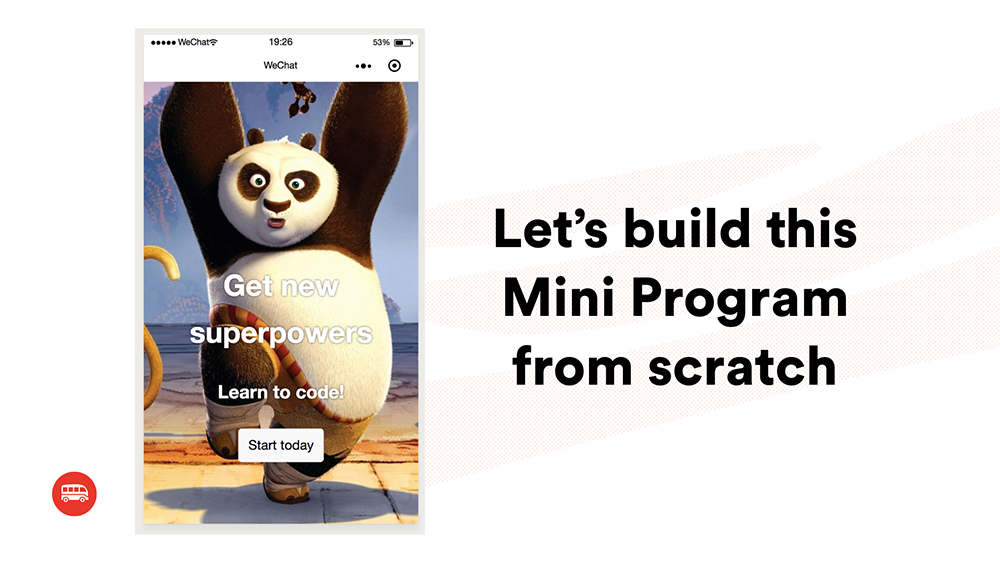 ●●●●● WeChat 19:26 53%
WeChat
Get new
superpowers
Learn to code!
Start today
Let’s build this
Mini Program
from scratch